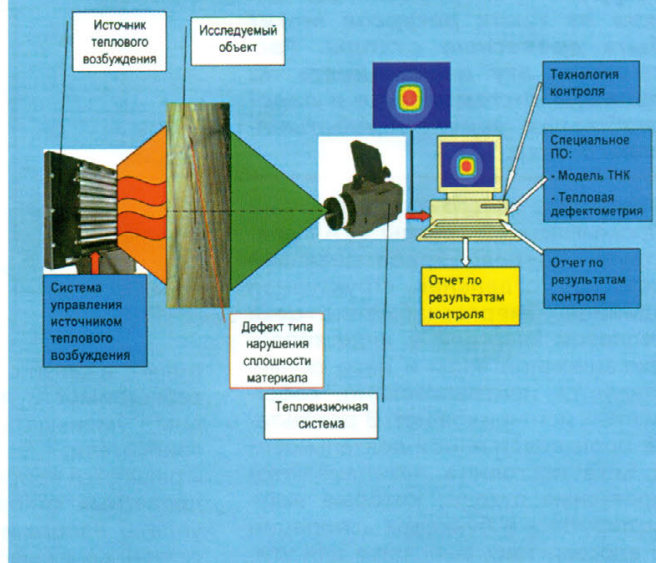 Источник
теплового
возбуждения
Исследуемый
объект
Технология
контроля
Специальное
ПО:
- Модель ТНК
- Тепловая
дефектометрия
Система
управления
источником
теплового
возбуждения
Отчет по
результатам
контроля
Отчет по
результатам
контроля
Дефект типа
нарушения
сплошности
материала
Тепловизионная
система